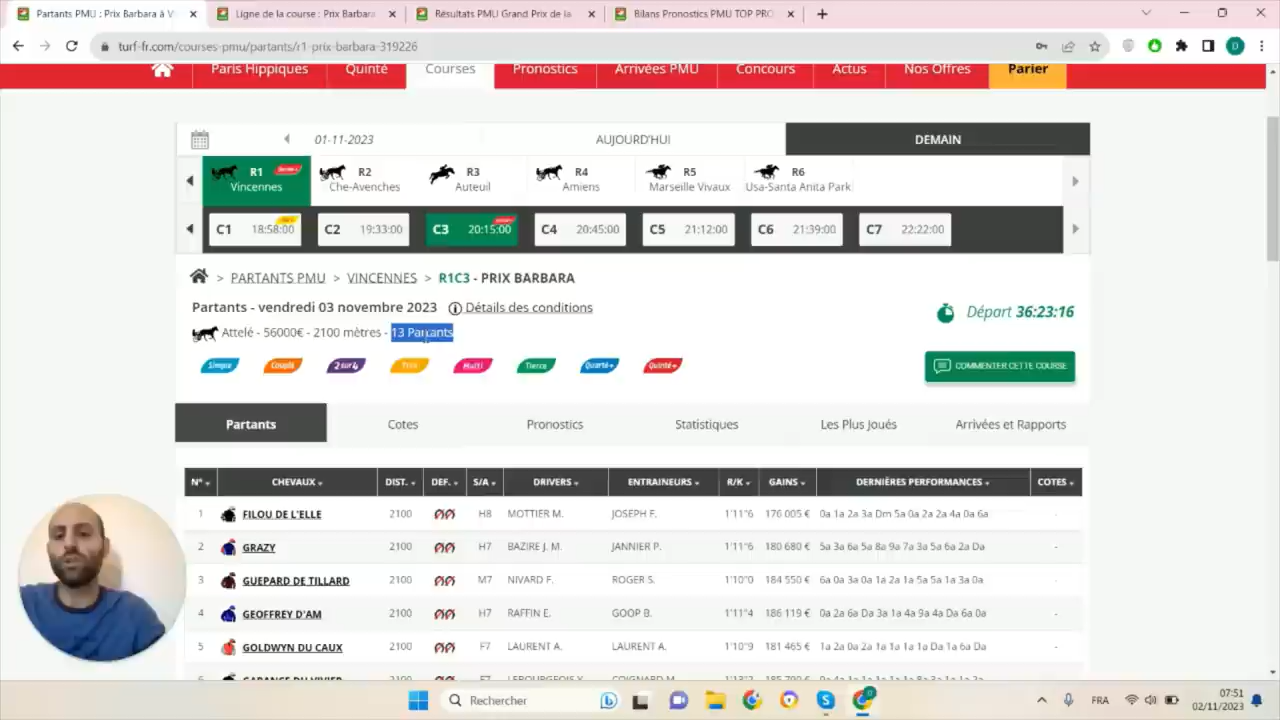 Partants PMU : Prix Barbara à V
Ligne de la course : Prix Barbara
Résultats PMU Grand Prix de la
Bilans Pronostics PMU TOP PRO
turf-fr.com/courses-pmu/partants/r1-prix-barbara-319226
Paris Hippiques Quinté Courses Pronostics Arrivées PMU Concours Actus Nos Offres Parier
01-11-2023 AUJOURD'HUI DEMAIN
R1 Vincennes
R2 Che-Avenches
R3 Auteuil
R4 Amiens
R5 Marseille Vivaux
R6 Usa-Santa Anita Park
C1 18:58:00 C2 19:33:00 C3 20:15:00 C4 20:45:00 C5 21:12:00 C6 21:39:00 C7 22:22:00
> PARTANTS PMU > VINCENNES > R1C3 - PRIX BARBARA
Partants - vendredi 03 novembre 2023 Détails des conditions
Départ 36:23:16
Attelé - 56000€ - 2100 mètres - 13 Partants
Simple Couplé 2sur4 Trio Multi Tierce Quarté+ Quinté+
COMMENTER CETTE COURSE
Partants Cotes Pronostics Statistiques Les Plus Joués Arrivées et Rapports
N° CHEVAUX DIST. DEF. S/A DRIVERS ENTRAINEURS R/K GAINS DERNIÈRES PERFORMANCES COTES
1 FILOU DE L'ELLE 2100 H8 MOTTIER M. JOSEPH F. 1'11"6 176 005 € 0a 1a 2a 3a Dm 5a 0a 2a 2a 4a 0a 6a -
2 GRAZY 2100 H7 BAZIRE J. M. JANNIER P. 1'11"6 180 680 € 5a 3a 6a 5a 8a 9a 7a 3a 5a 6a 2a Da -
3 GUEPARD DE TILLARD 2100 M7 NIVARD F. ROGER S. 1'10"0 184 550 € 6a 0a 3a 0a 1a 2a 1a 5a 5a 1a 3a 0a -
4 GEOFFREY D'AM 2100 H7 RAFFIN E. GOOP B. 1'11"4 186 119 € 0a 2a 6a Da 3a 1a 4a 9a 4a Da 6a 0a -
5 GOLDWYN DU CAUX 2100 F7 LAURENT A. LAURENT A. 1'10"9 181 465 € 1a 2a 0a 2a 1a 1a 1a 1a Da 1a 6a Da -
Rechercher
FRA
07:51
02/11/2023